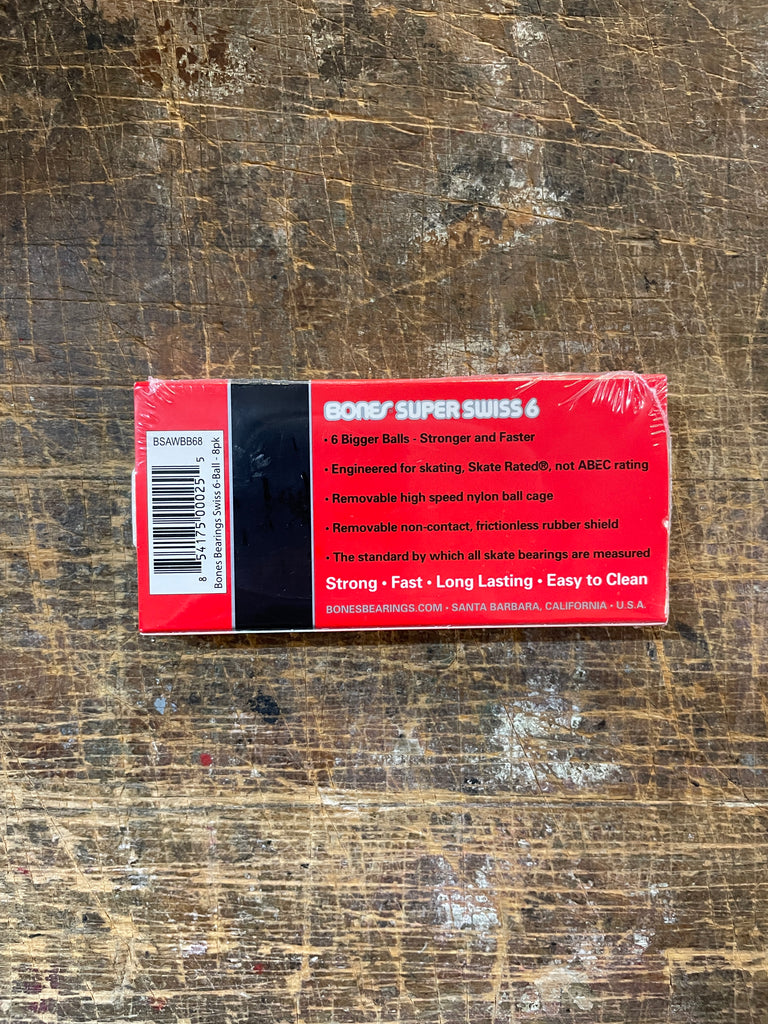 BSAWBB68
8 54175 00025 5
Bones Bearings Swiss 6-Ball - 8pk
BONES SUPER SWISS 6
• 6 Bigger Balls - Stronger and Faster
• Engineered for skating, Skate Rated®, not ABEC rating
• Removable high speed nylon ball cage
• Removable non-contact, frictionless rubber shield
• The standard by which all skate bearings are measured
Strong • Fast • Long Lasting • Easy to Clean
BONESBEARINGS.COM • SANTA BARBARA, CALIFORNIA • U.S.A.